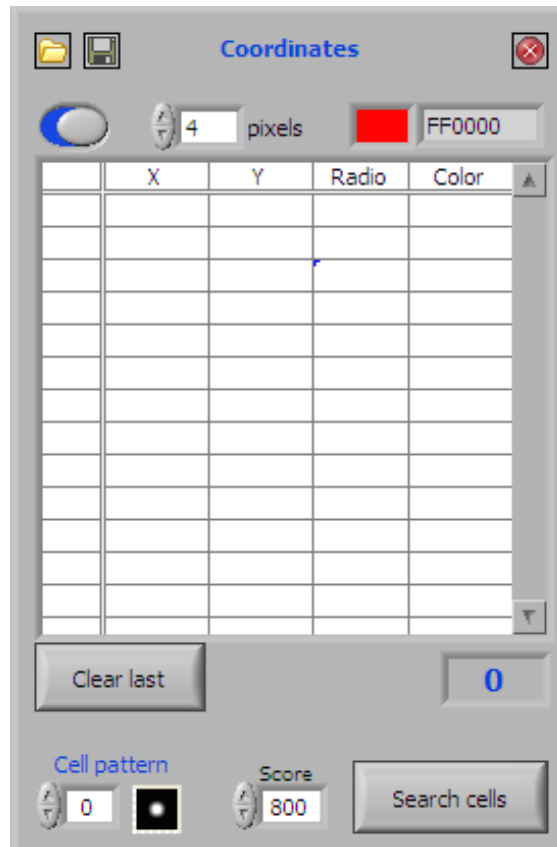 Coordinates
4 pixels FF0000
X Y Radio Color
Clear last 0
Cell pattern Score
0 800 Search cells